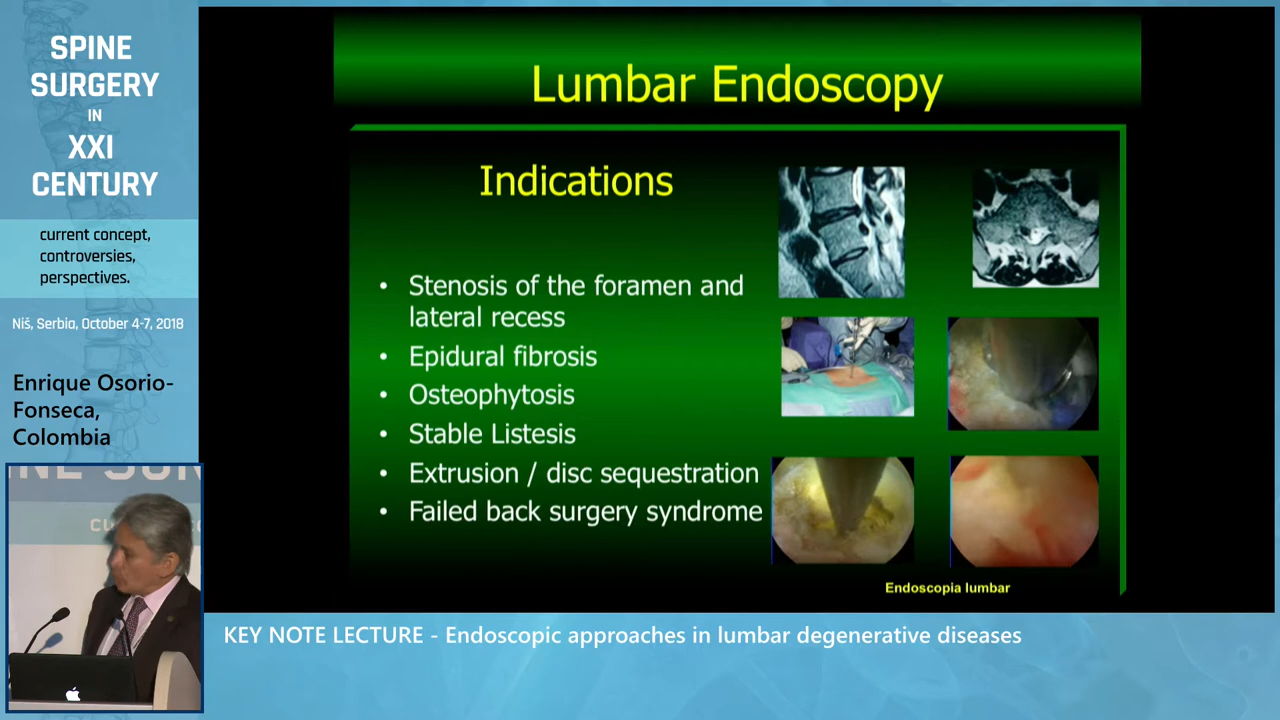 SPINE
SURGERY
IN
XXI
CENTURY
current concept,
controversies,
perspectives.
Niš, Serbia, October 4-7, 2018
Enrique Osorio-
Fonseca,
Colombia
Lumbar Endoscopy
Indications
• Stenosis of the foramen and
lateral recess
• Epidural fibrosis
• Osteophytosis
• Stable Listesis
• Extrusion / disc sequestration
• Failed back surgery syndrome
Endoscopia lumbar
KEY NOTE LECTURE - Endoscopic approaches in lumbar degenerative diseases